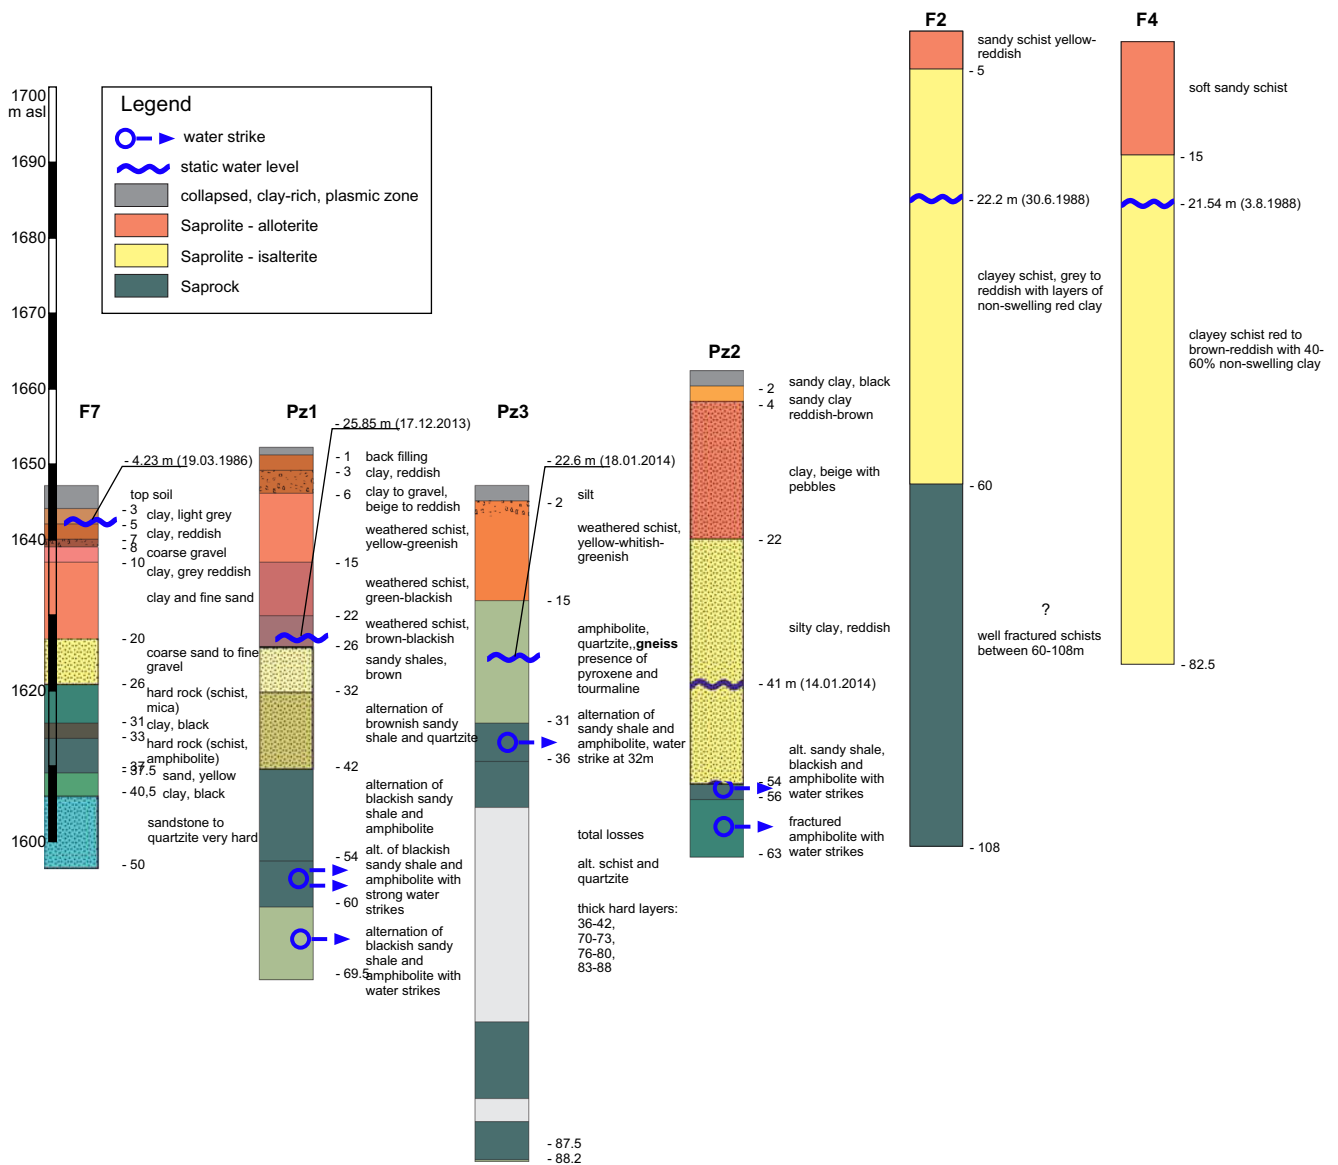 1700
m asl
1690
1680
1670
1660
1650
1640
1630
1620
1610
1600
Legend
water strike
static water level
collapsed, clay-rich, plasmic zone
Saprolite - alloterite
Saprolite - isalterite
Saprock
F7
- 4.23 m (19.03.1986)
top soil
- 3
clay, light grey
- 5
clay, reddish
- 7
- 8
coarse gravel
- 10
clay, grey reddish
clay and fine sand
- 20
coarse sand to fine
gravel
- 26
hard rock (schist,
mica)
- 31
clay, black
- 33
hard rock (schist,
amphibolite)
- 37
- 37.5
sand, yellow
- 40,5
clay, black
sandstone to
quartzite very hard
- 50
Pz1
- 25.85 m (17.12.2013)
- 1
back filling
- 3
clay, reddish
- 6
clay to gravel,
beige to reddish
weathered schist,
yellow-greenish
- 15
weathered schist,
green-blackish
- 22
weathered schist,
brown-blackish
- 26
sandy shales,
brown
- 32
alternation of
brownish sandy
shale and quartzite
- 42
alternation of
blackish sandy
shale and
amphibolite
- 54
alt. of blackish
sandy shale and
amphibolite with
strong water
strikes
- 60
alternation of
blackish sandy
shale and
amphibolite with
water strikes
- 69.5
Pz3
- 22.6 m (18.01.2014)
silt
- 2
weathered schist,
yellow-whitish-
greenish
- 15
amphibolite,
quartzite,,gneiss
presence of
pyroxene and
tourmaline
- 31
alternation of
sandy shale and
amphibolite, water
strike at 32m
- 36
total losses
alt. schist and
quartzite
thick hard layers:
36-42,
70-73,
76-80,
83-88
- 87.5
- 88.2
Pz2
- 2
sandy clay, black
- 4
sandy clay
reddish-brown
clay, beige with
pebbles
- 22
silty clay, reddish
- 41 m (14.01.2014)
alt. sandy shale,
blackish and
amphibolite with
water strikes
- 54
- 56
fractured
amphibolite with
water strikes
- 63
F2
sandy schist yellow-
reddish
- 5
- 22.2 m (30.6.1988)
clayey schist, grey to
reddish with layers of
non-swelling red clay
- 60
?
well fractured schists
between 60-108m
- 108
F4
soft sandy schist
- 15
- 21.54 m (3.8.1988)
clayey schist red to
brown-reddish with 40-
60% non-swelling clay
- 82.5